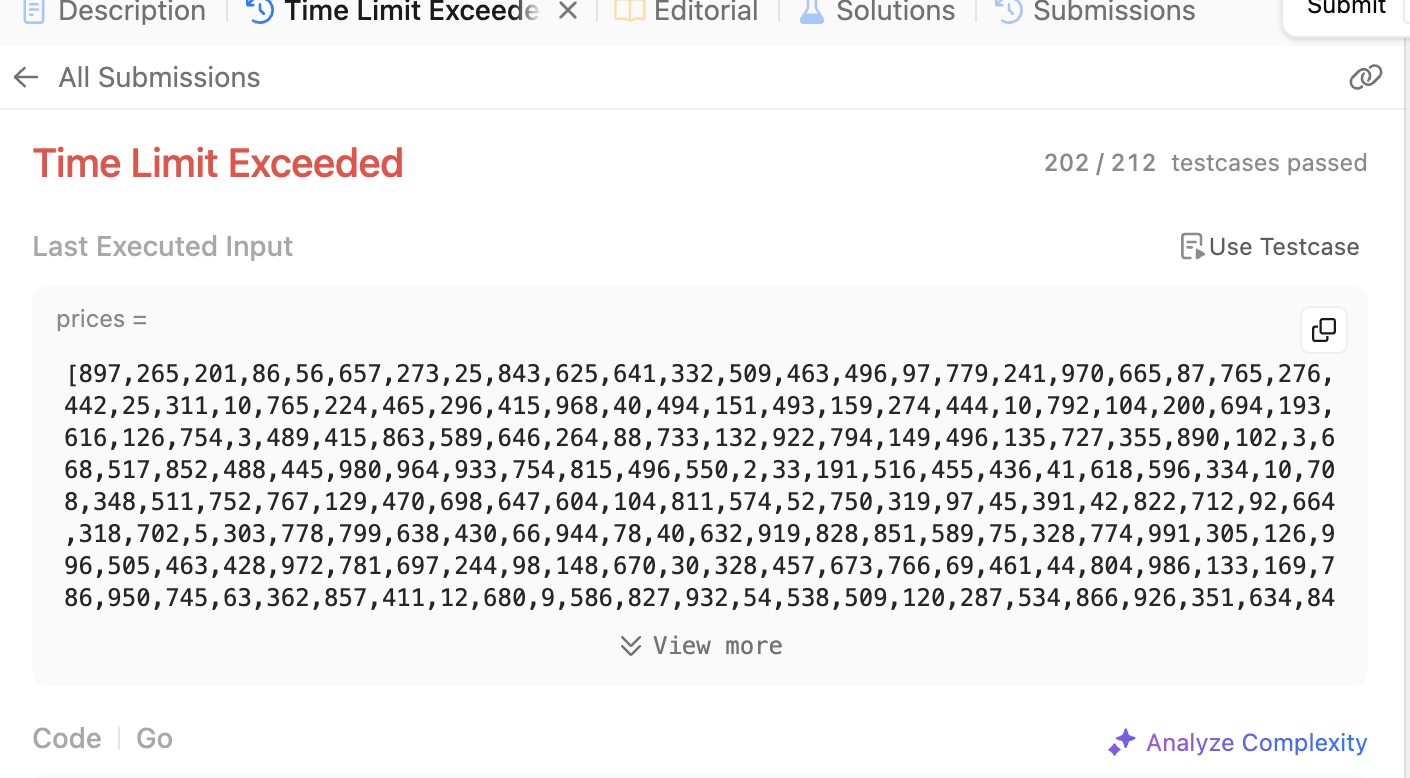 Description
Time Limit Exceede
Editorial
Solutions
Submissions
Submit
All Submissions
Time Limit Exceeded
202 / 212 testcases passed
Last Executed Input
Use Testcase
prices =
[897,265,201,86,56,657,273,25,843,625,641,332,509,463,496,97,779,241,970,665,87,765,276,
442,25,311,10,765,224,465,296,415,968,40,494,151,493,159,274,444,10,792,104,200,694,193,
616,126,754,3,489,415,863,589,646,264,88,733,132,922,794,149,496,135,727,355,890,102,3,6
68,517,852,488,445,980,964,933,754,815,496,550,2,33,191,516,455,436,41,618,596,334,10,70
8,348,511,752,767,129,470,698,647,604,104,811,574,52,750,319,97,45,391,42,822,712,92,664
,318,702,5,303,778,799,638,430,66,944,78,40,632,919,828,851,589,75,328,774,991,305,126,9
96,505,463,428,972,781,697,244,98,148,670,30,328,457,673,766,69,461,44,804,986,133,169,7
86,950,745,63,362,857,411,12,680,9,586,827,932,54,538,509,120,287,534,866,926,351,634,84
View more
Code
Go
Analyze Complexity